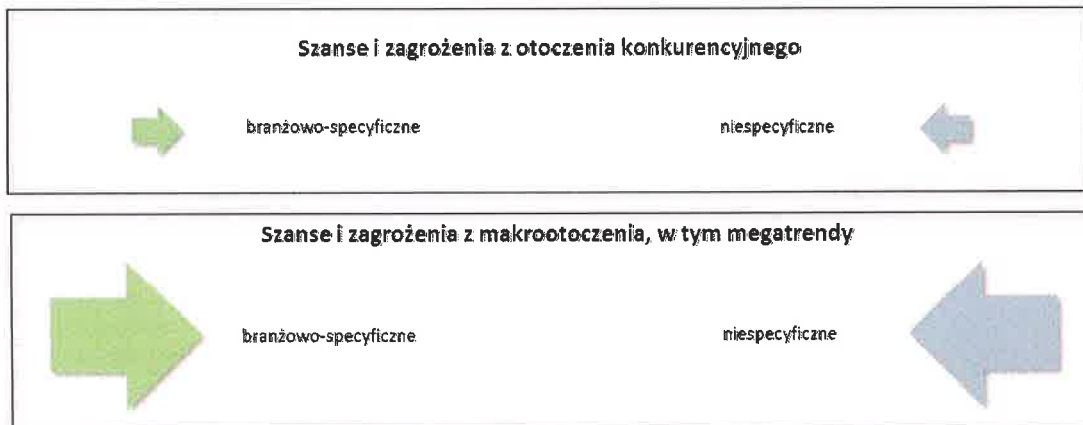 Szanse i zagrożenia z otoczenia konkurencyjnego
branżowo-specyficzne niespecyficzne
Szanse i zagrożenia z makrootoczenia, w tym megatrendy
branżowo-specyficzne niespecyficzne